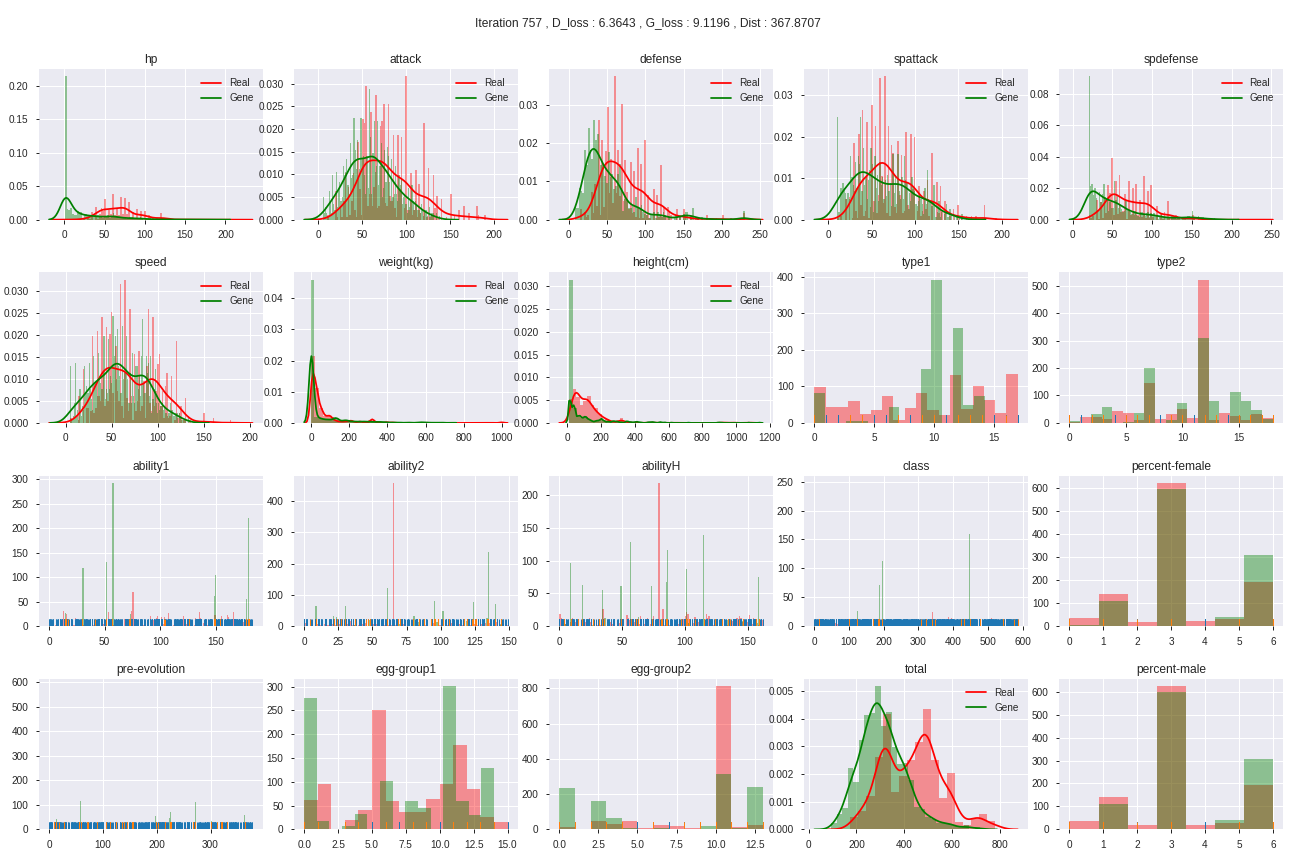 Iteration 757 , D_loss : 6.3643 , G_loss : 9.1196 , Dist : 367.8707
hp
Real
Gene
0.20
0.15
0.10
0.05
0.00
0 50 100 150 200
attack
Real
Gene
0.030
0.025
0.020
0.015
0.010
0.005
0.000
0 50 100 150 200
defense
Real
Gene
0.03
0.02
0.01
0.00
0 50 100 150 200 250
spattack
Real
Gene
0.03
0.02
0.01
0.00
0 50 100 150 200
spdefense
Real
Gene
0.08
0.06
0.04
0.02
0.00
0 50 100 150 200 250
speed
Real
Gene
0.030
0.025
0.020
0.015
0.010
0.005
0.000
0 50 100 150 200
weight(kg)
Real
Gene
0.04
0.03
0.02
0.01
0.00
0 200 400 600 800 1000
height(cm)
Real
Gene
0.030
0.025
0.020
0.015
0.010
0.005
0.000
0 200 400 600 800 1000 1200
type1
400
300
200
100
0
0 5 10 15
type2
500
400
300
200
100
0
0 5 10 15
ability1
300
250
200
150
100
50
0
0 50 100 150
ability2
400
300
200
100
0
0 25 50 75 100 125 150
abilityH
200
150
100
50
0
0 50 100 150
class
250
200
150
100
50
0
0 100 200 300 400 500 600
percent-female
600
500
400
300
200
100
0
0 1 2 3 4 5 6
pre-evolution
600
500
400
300
200
100
0
0 100 200 300
egg-group1
300
250
200
150
100
50
0
0.0 2.5 5.0 7.5 10.0 12.5 15.0
egg-group2
800
600
400
200
0
0.0 2.5 5.0 7.5 10.0 12.5
total
Real
Gene
0.005
0.004
0.003
0.002
0.001
0.000
0 200 400 600 800
percent-male
600
500
400
300
200
100
0
0 1 2 3 4 5 6